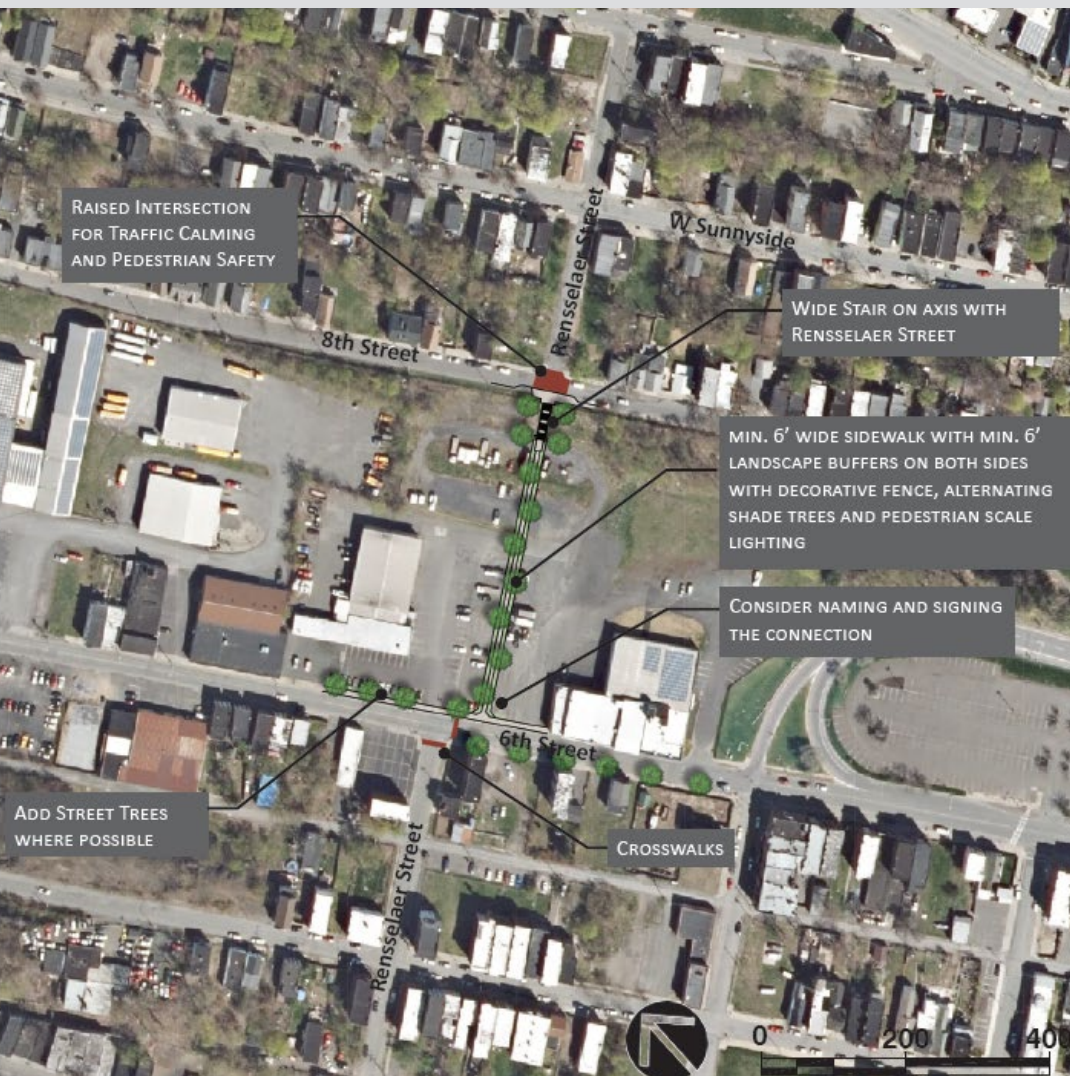 Rensselaer Street
W Sunnyside
RAISED INTERSECTION
FOR TRAFFIC CALMING
AND PEDESTRIAN SAFETY
WIDE STAIR ON AXIS WITH
RENSSELAER STREET
8th Street
MIN. 6' WIDE SIDEWALK WITH MIN. 6'
LANDSCAPE BUFFERS ON BOTH SIDES
WITH DECORATIVE FENCE, ALTERNATING
SHADE TREES AND PEDESTRIAN SCALE
LIGHTING
CONSIDER NAMING AND SIGNING
THE CONNECTION
6th Street
ADD STREET TREES
WHERE POSSIBLE
CROSSWALKS
Rensselaer Street
0 200 400